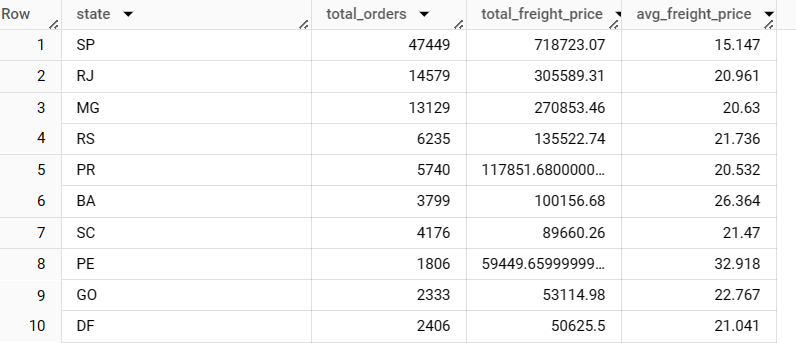 Row state total_orders total_freight_price avg_freight_price
1 SP 47449 718723.07 15.147
2 RJ 14579 305589.31 20.961
3 MG 13129 270853.46 20.63
4 RS 6235 135522.74 21.736
5 PR 5740 117851.6800000... 20.532
6 BA 3799 100156.68 26.364
7 SC 4176 89660.26 21.47
8 PE 1806 59449.65999999... 32.918
9 GO 2333 53114.98 22.767
10 DF 2406 50625.5 21.041